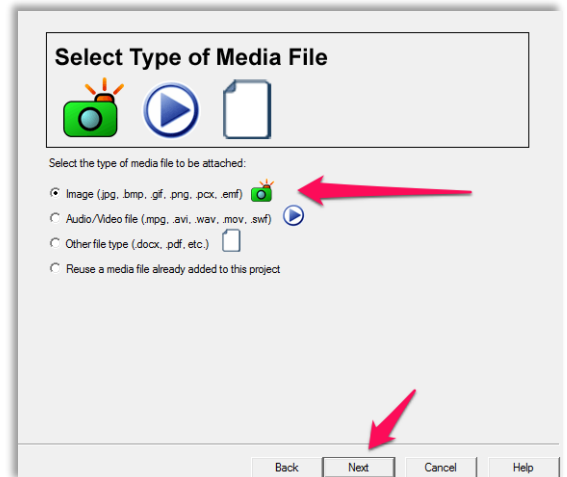 Select Type of Media File
Select the type of media file to be attached:
Image (.jpg, .bmp, .gif, .png, .pcx, .emf)
Audio/Video file (.mpg, .avi, .wav, .mov, .swf)
Other file type (.docx, .pdf, etc.)
Reuse a media file already added to this project
Back Next Cancel Help